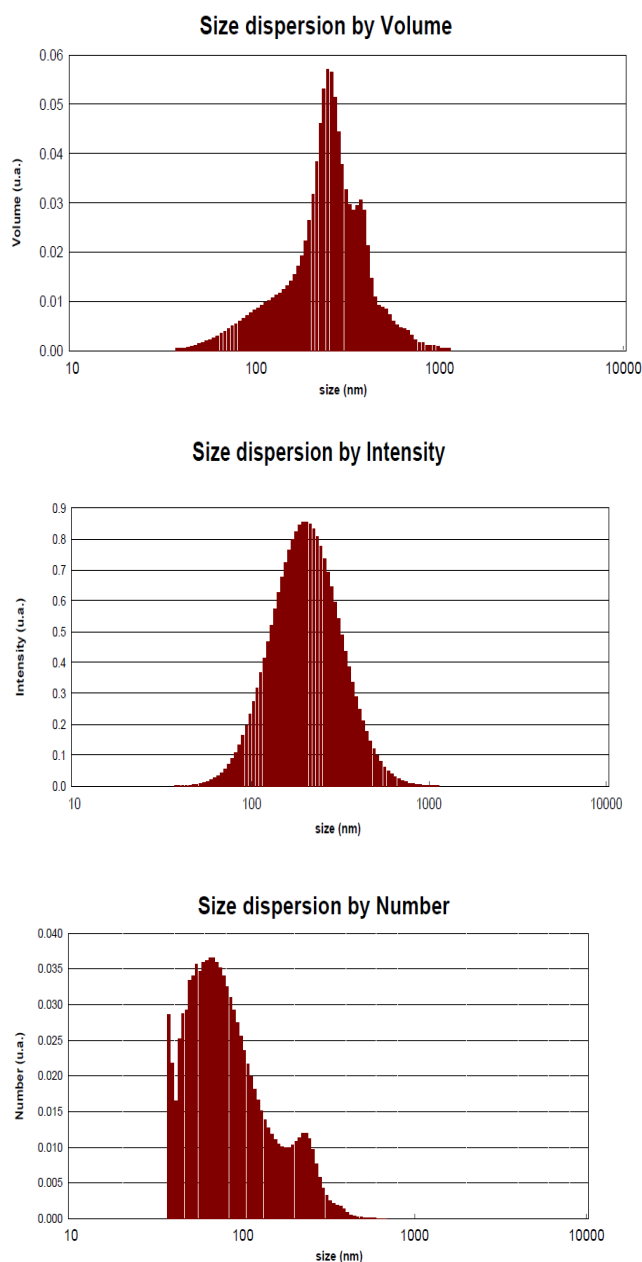 Size dispersion by Volume
0.06
0.05
0.04
0.03
0.02
0.01
0.00
Volume (u.a.)
10 100 1000 10000
size (nm)
Size dispersion by Intensity
0.9
0.8
0.7
0.6
0.5
0.4
0.3
0.2
0.1
0.0
Intensity (u.a.)
10 100 1000 10000
size (nm)
Size dispersion by Number
0.040
0.035
0.030
0.025
0.020
0.015
0.010
0.005
0.000
Number (u.a.)
10 100 1000 10000
size (nm)